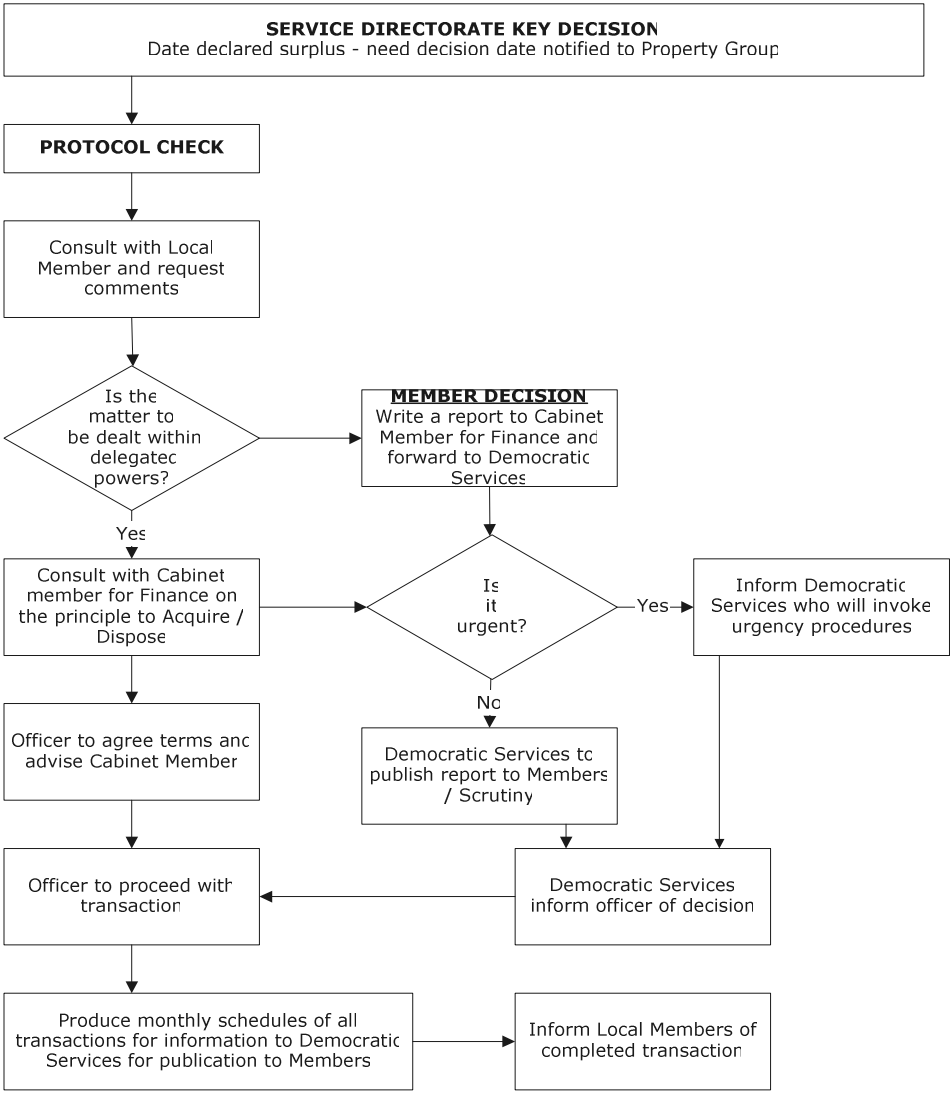 SERVICE DIRECTORATE KEY DECISION
Date declared surplus - need decision date notified to Property Group
PROTOCOL CHECK
Consult with Local
Member and request
comments
Is the
matter to
be dealt within
delegated
powers?
MEMBER DECISION
Write a report to Cabinet
Member for Finance and
forward to Democratic
Services
Yes
Consult with Cabinet
member for Finance on
the principle to Acquire /
Dispose
Is
it
urgent?
Yes
Inform Democratic
Services who will invoke
urgency procedures
No
Officer to agree terms and
advise Cabinet Member
Democratic Services to
publish report to Members
/ Scrutiny
Officer to proceed with
transaction
Democratic Services
inform officer of decision
Produce monthly schedules of all
transactions for information to Democratic
Services for publication to Members
Inform Local Members of
completed transaction